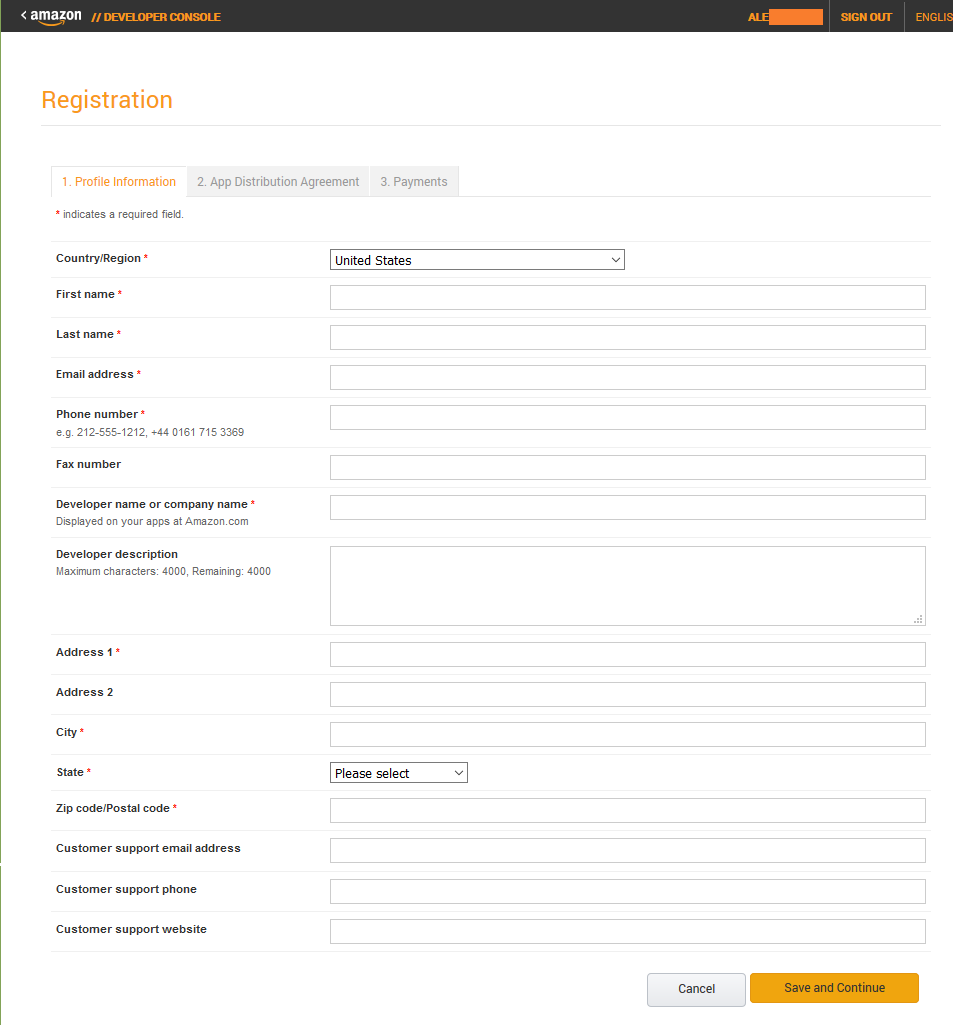 < amazon // DEVELOPER CONSOLE ALE SIGN OUT ENGLIS
Registration
1. Profile Information 2. App Distribution Agreement 3. Payments
* indicates a required field.
Country/Region * United States
First name *
Last name *
Email address *
Phone number *
e.g. 212-555-1212, +44 0161 715 3369
Fax number
Developer name or company name *
Displayed on your apps at Amazon.com
Developer description
Maximum characters: 4000, Remaining: 4000
Address 1 *
Address 2
City *
State * Please select
Zip code/Postal code *
Customer support email address
Customer support phone
Customer support website
Cancel Save and Continue